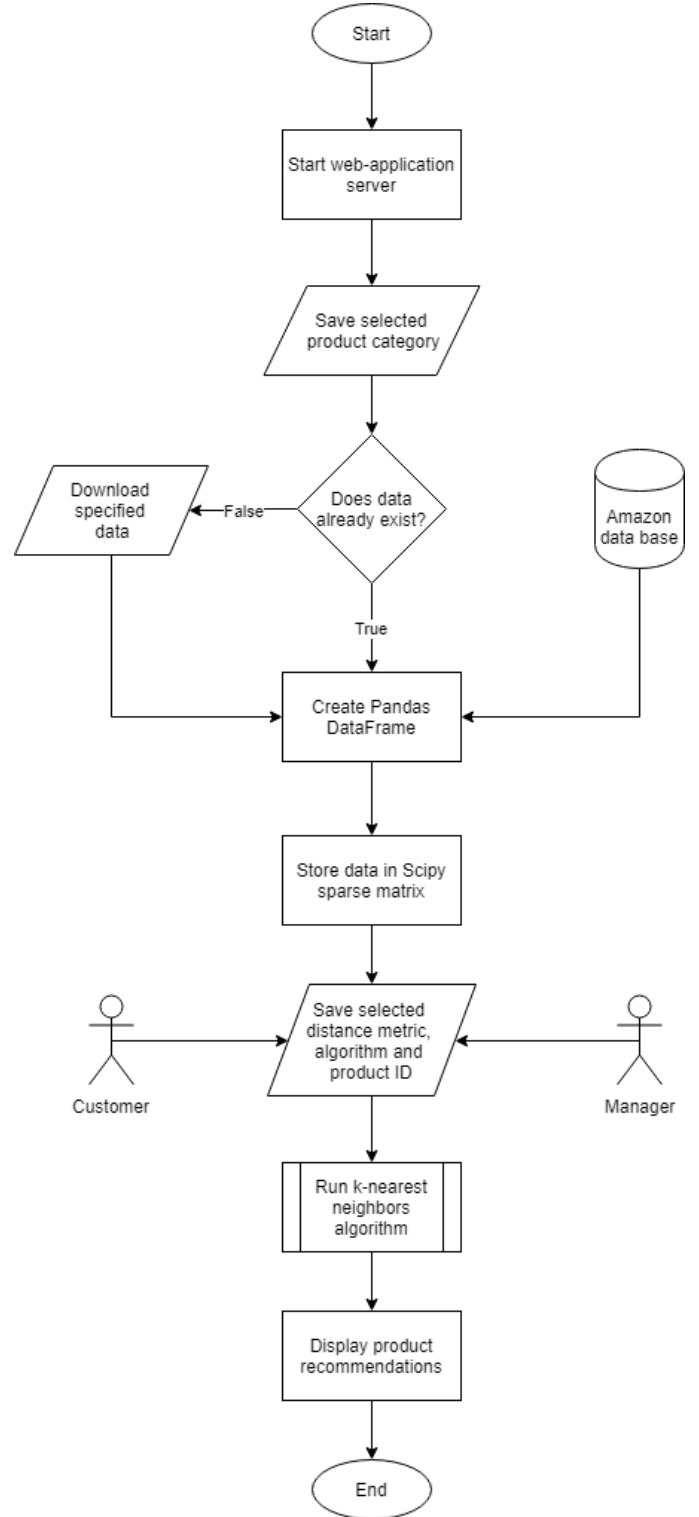 Start
Start web-application
server
Save selected
product category
Download
specified
data
False
Does data
already exist?
Amazon
data base
True
Create Pandas
DataFrame
Store data in Scipy
sparse matrix
Save selected
distance metric,
algorithm and
product ID
Customer
Manager
Run k-nearest
neighbors
algorithm
Display product
recommendations
End